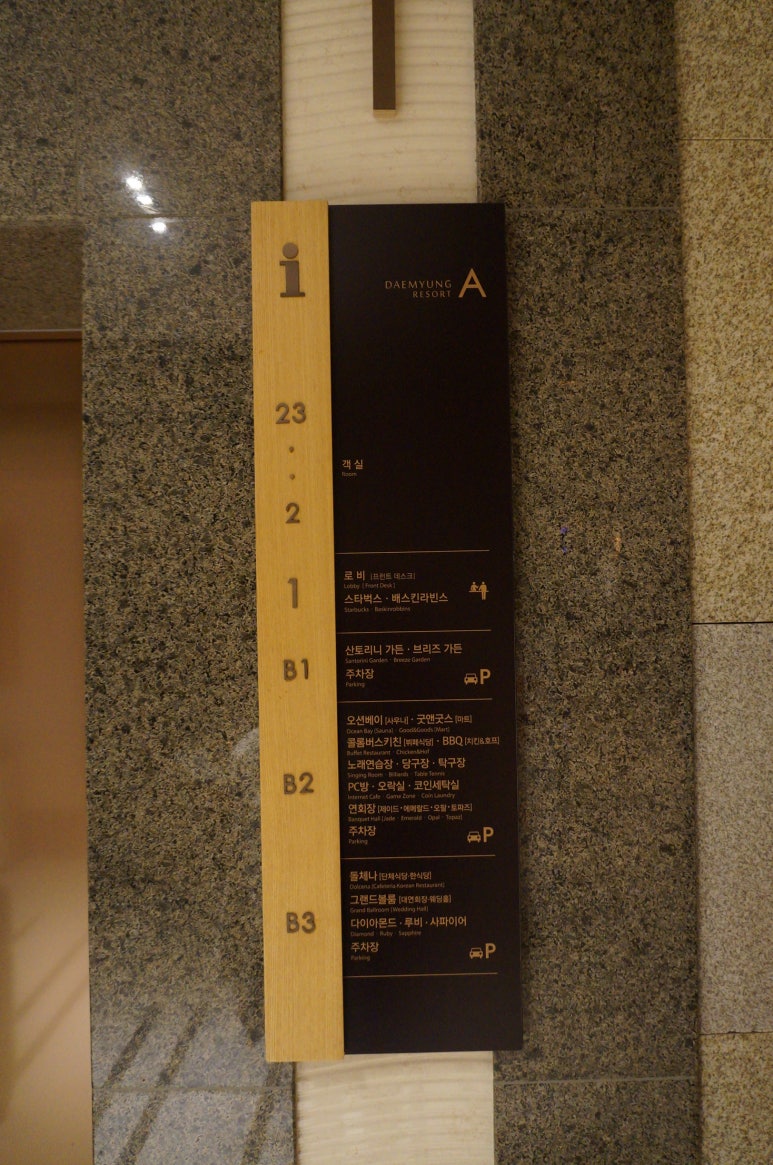 i
DAEMYUNG
RESORT A
23
2
객실
Room
1
로비 [프런트 데스크]
Lobby [Front Desk]
스타벅스 · 배스킨라빈스
Starbucks · Baskinrobbins
B1
산토리니 가든 · 브리즈 가든
Santorini Garden · Breeze Garden
주차장
Parking
P
B2
오션베이 [사우나] · 굿앤굿스 [마트]
Ocean Bay [Sauna] · Good&Goods [Mart]
콜롬버스키친 [뷔페식당] · BBQ [치킨&호프]
Buffet Restaurant · Chicken&Hof
노래연습장 · 당구장 · 탁구장
Singing Room · Billiards · Table Tennis
PC방 · 오락실 · 코인세탁실
Internet Cafe · Game Zone · Coin Laundry
연회장 [제이드·에메랄드·오팔·토파즈]
Banquet Hall [Jade · Emerald · Opal · Topaz]
주차장
Parking
P
B3
돌체나 [단체식당·한식당]
Dolcena [Cafeteria·Korean Restaurant]
그랜드볼룸 [대연회장·웨딩홀]
Grand Ballroom [Wedding Hall]
다이아몬드 · 루비 · 사파이어
Diamond · Ruby · Sapphire
주차장
Parking
P